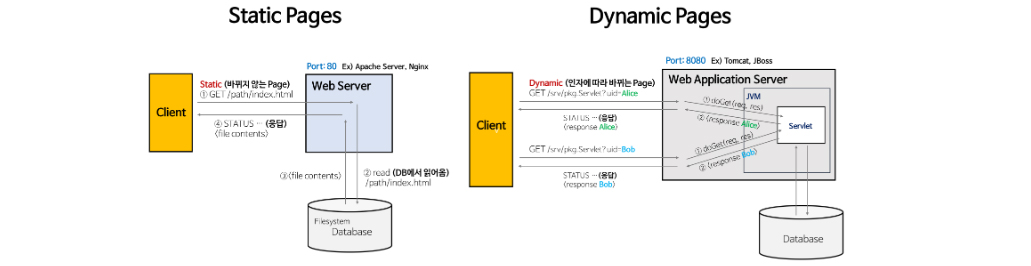 Static Pages
Port: 80 Ex) Apache Server, Nginx
Static (바뀌지 않는 Page)
① GET /path/index.html
Web Server
Client
④ STATUS ··· (응답)
(file contents)
③(file contents)
② read (DB에서 읽어옴)
/path/index.html
Filesystem
Database
Dynamic Pages
Port: 8080 Ex) Tomcat, JBoss
Dynamic (인자에 따라 바뀌는 Page)
GET /srv/pkg.Servlet?uid=Alice
Web Application Server
JVM
① doGet(req, res)
② (response Alice)
STATUS ··· (응답)
(response Alice)
Client
Servlet
GET /srv/pkg.Servlet?uid=Bob
① doGet(req, res)
② (response Bob)
STATUS ··· (응답)
(response Bob)
Database